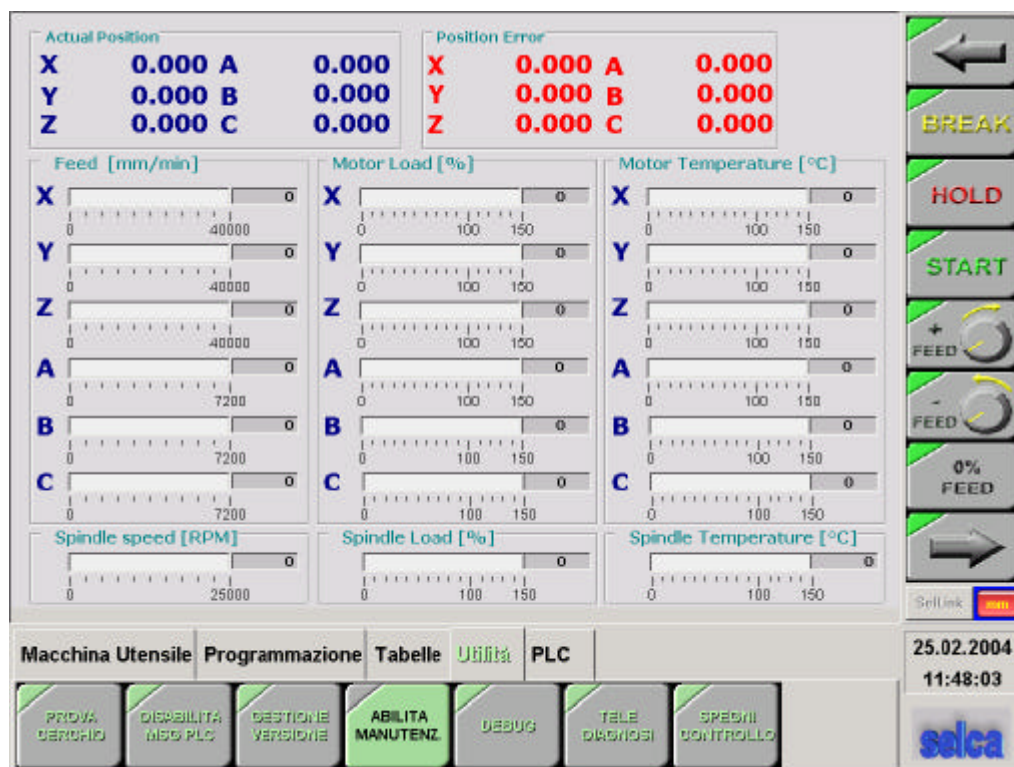 Actual Position
Position Error
X 0.000 A 0.000 X 0.000 A 0.000
Y 0.000 B 0.000 Y 0.000 B 0.000
Z 0.000 C 0.000 Z 0.000 C 0.000
Feed [mm/min] Motor Load [%] Motor Temperature [°C]
X 0 X 0 X 0
0 40000 0 100 150 0 100 150
Y 0 Y 0 Y 0
0 40000 0 100 150 0 100 150
Z 0 Z 0 Z 0
0 40000 0 100 150 0 100 150
A 0 A 0 A 0
0 7200 0 100 150 0 100 150
B 0 B 0 B 0
0 7200 0 100 150 0 100 150
C 0 C 0 C 0
0 7200 0 100 150 0 100 150
Spindle speed [RPM] Spindle Load [%] Spindle Temperature [°C]
0 0 0
0 25000 0 100 150 0 100 150
BREAK
HOLD
START
+
FEED
-
FEED
0%
FEED
SelLink mm
Macchina Utensile Programmazione Tabelle Utilità PLC
25.02.2004
11:48:03
PROVA
CERCHIO
DISABILITA
MSG PLC
GESTIONE
VERSIONE
ABILITA
MANUTENZ.
DEBUG
TELE
DIAGNOSI
SPEGNI
CONTROLLO
selca